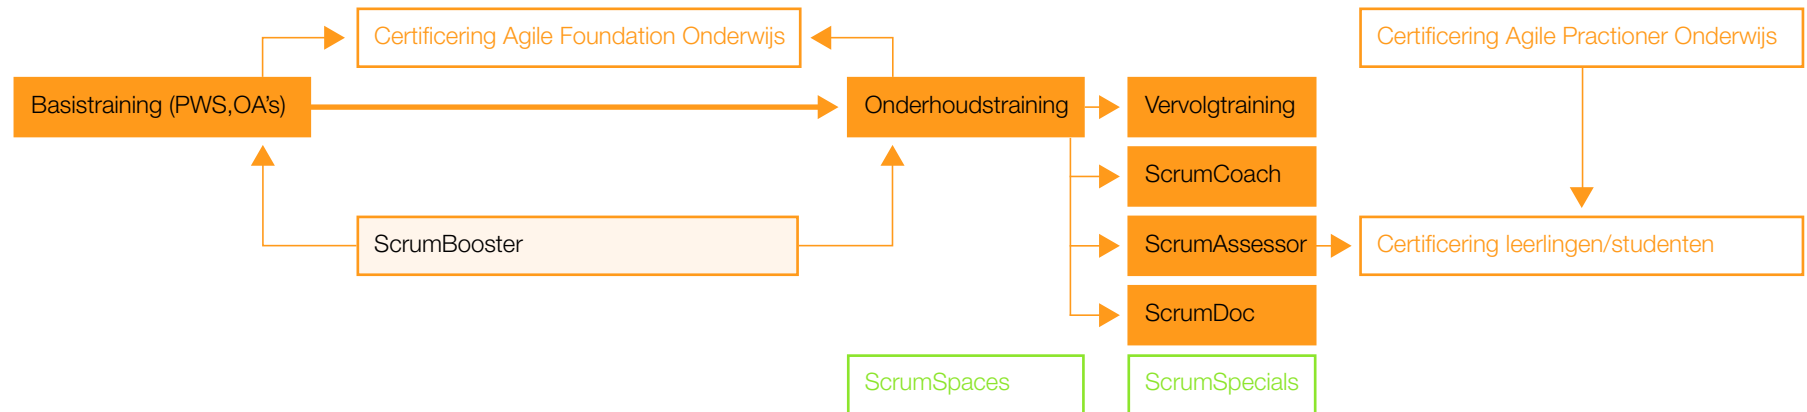 Certificering Agile Foundation Onderwijs
Certificering Agile Practioner Onderwijs
Basistraining (PWS,OA's)
Onderhoudstraining
Vervolgtraining
ScrumCoach
ScrumBooster
ScrumAssessor
Certificering leerlingen/studenten
ScrumDoc
ScrumSpaces
ScrumSpecials